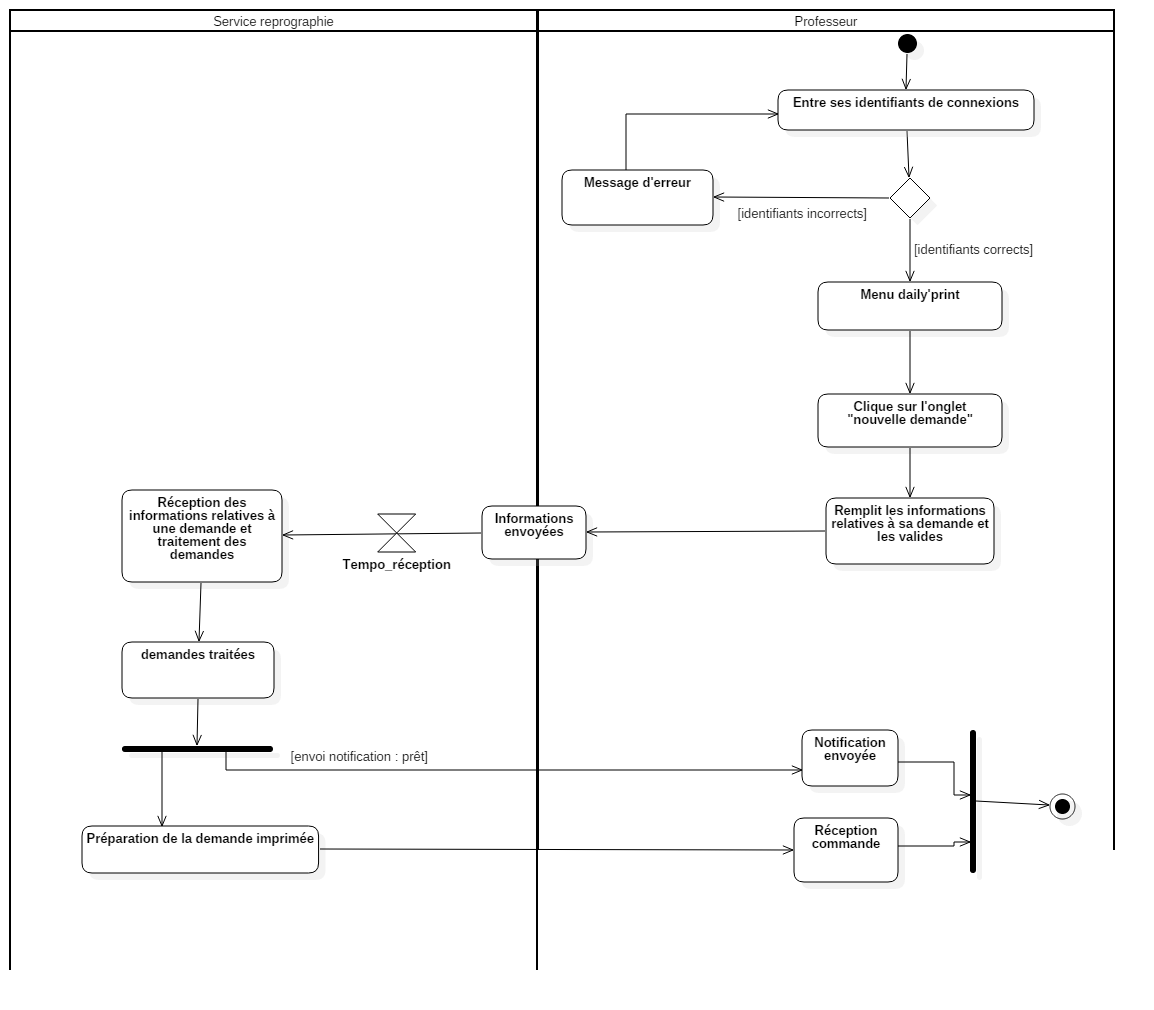 Service reprographie
Professeur
Entre ses identifiants de connexions
Message d'erreur
[identifiants incorrects]
[identifiants corrects]
Menu daily'print
Clique sur l'onglet
"nouvelle demande"
Réception des
informations relatives à
une demande et
traitement des
demandes
Tempo_réception
Informations
envoyées
Remplit les informations
relatives à sa demande et
les valides
demandes traitées
[envoi notification : prêt]
Notification
envoyée
Préparation de la demande imprimée
Réception
commande